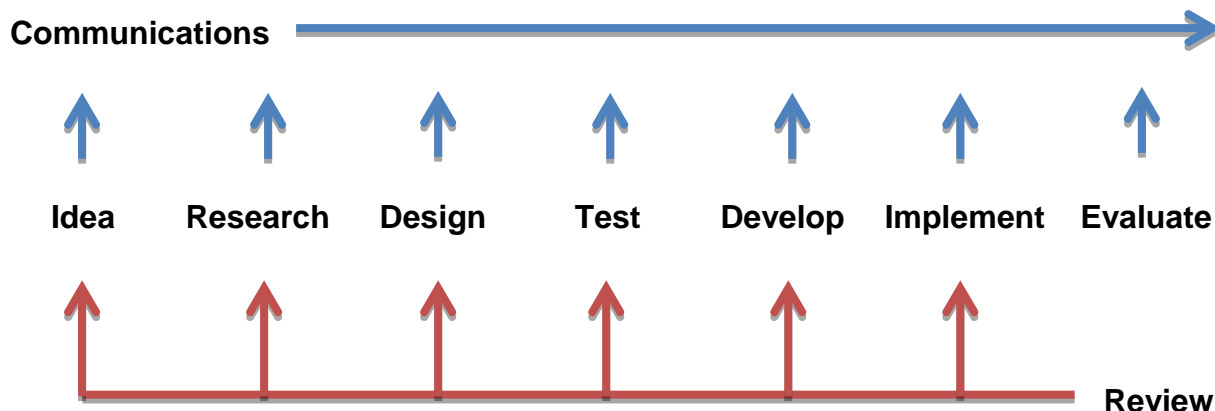 Communications
Idea Research Design Test Develop Implement Evaluate
Review